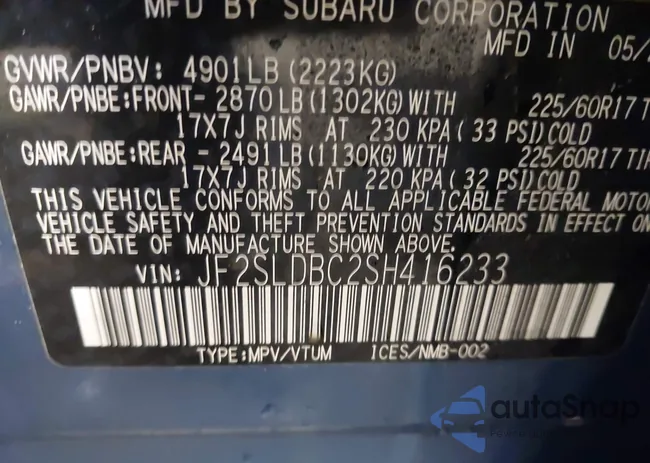 MFD BY SUBARU CORPORATION
MFD IN 05/
GVWR/PNBV: 4901LB (2223KG)
GAWR/PNBE:FRONT- 2870 LB (1302KG) WITH 225/60R17
17X7J RIMS AT 230 KPA ( 33 PSI) COLD
GAWR/PNBE:REAR - 2491 LB (1130KG) WITH 225/60R17
17X7J RIMS AT 220 KPA ( 32 PSI) COLD
THIS VEHICLE CONFORMS TO ALL APPLICABLE FEDERAL MOTOR
VEHICLE SAFETY AND THEFT PREVENTION STANDARDS IN EFFECT ON
THE DATE OF MANUFACTURE SHOWN ABOVE.
VIN: JF2SLDBC2SH416233
TYPE:MPV/VTUM ICES/NMB-002
autoSnap